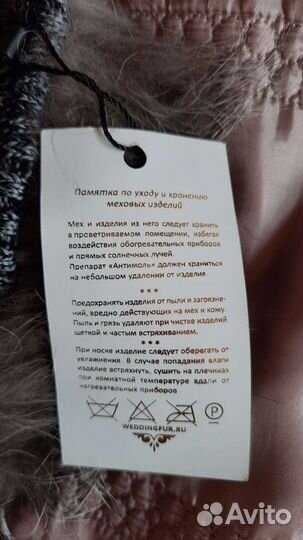 Памятка по уходу и хранению
меховых изделий
Мех и изделия из него следует хранить
в проветриваемом помещении, избегая
воздействия обогревательных приборов
и прямых солнечных лучей.
Препарат «Антимоль» должен храниться
на небольшом удалении от изделия
***
Предохранять изделия от пыли и загрязне-
ний, вредно действующих на мех и кожу.
Пыль и грязь удаляют при чистке изделий
щеткой и частым встряхиванием.
***
При носке изделие следует оберегать от
увлажнения. В случае попадания влаги
изделие встряхнуть, сушить на плечиках
при комнатной температуре вдали от
нагревательных приборов
P
WEDDINGFUR.RU
Avito